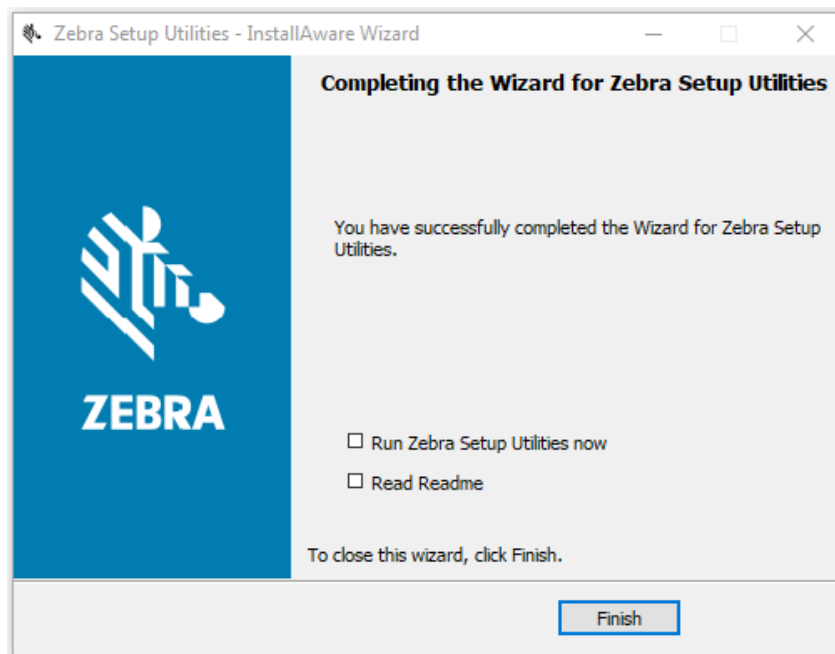 Zebra Setup Utilities - InstallAware Wizard
Completing the Wizard for Zebra Setup Utilities
You have successfully completed the Wizard for Zebra Setup
Utilities.
ZEBRA
Run Zebra Setup Utilities now
Read Readme
To close this wizard, click Finish.
Finish